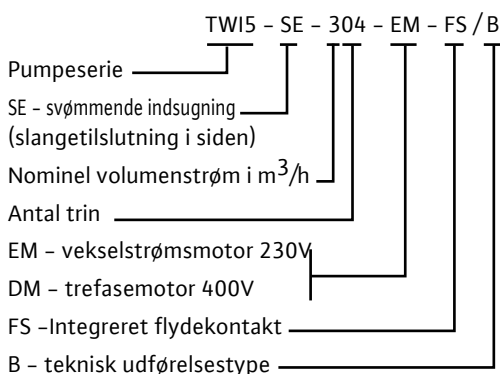 TWI5 – SE – 304 – EM – FS / B
Pumpeserie
SE – svømmende indsugning
(slangetilslutning i siden)
Nominel volumenstrøm i m³/h
Antal trin
EM – vekselstrømsmotor 230V
DM – trefasemotor 400V
FS –Integreret flydekontakt
B – teknisk udførelsestype